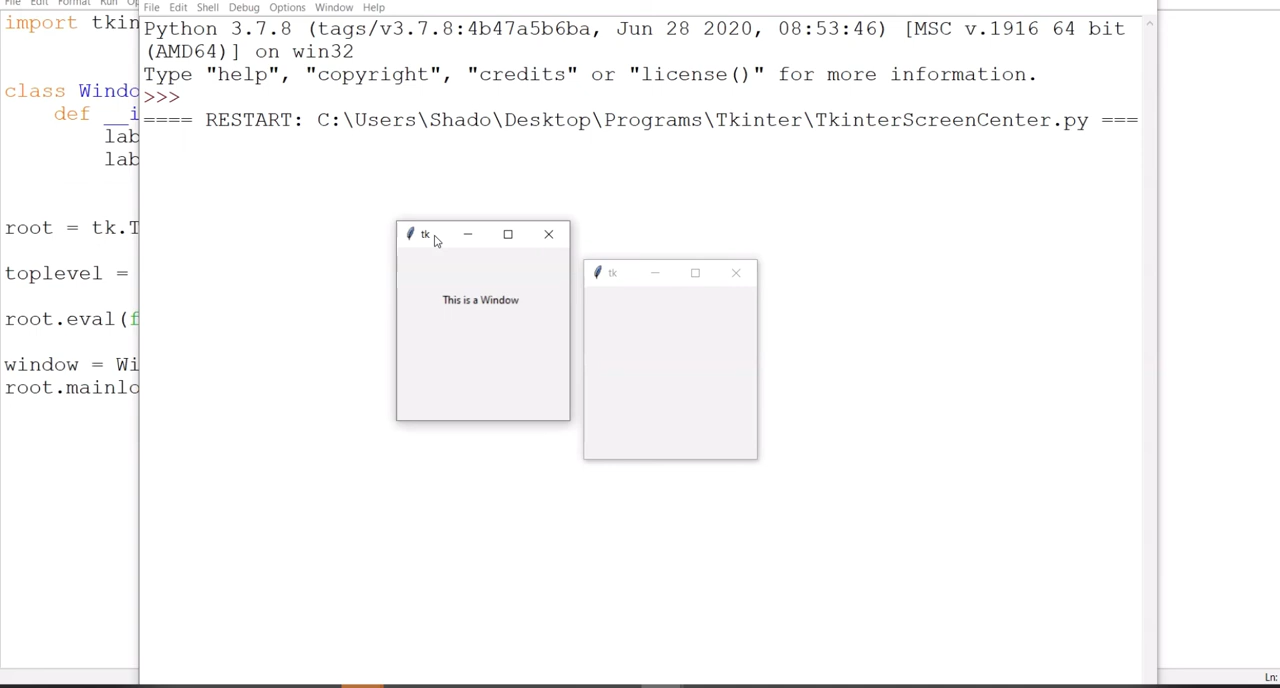 File Edit Format Run Op
import tkin
class Windo
def __i
lab
lab
root = tk.T
toplevel =
root.eval(f
window = Wi
root.mainlo
File Edit Shell Debug Options Window Help
Python 3.7.8 (tags/v3.7.8:4b47a5b6ba, Jun 28 2020, 08:53:46) [MSC v.1916 64 bit
(AMD64)] on win32
Type "help", "copyright", "credits" or "license()" for more information.
>>>
==== RESTART: C:\Users\Shado\Desktop\Programs\Tkinter\TkinterScreenCenter.py ===
tk
This is a Window
tk
Ln: